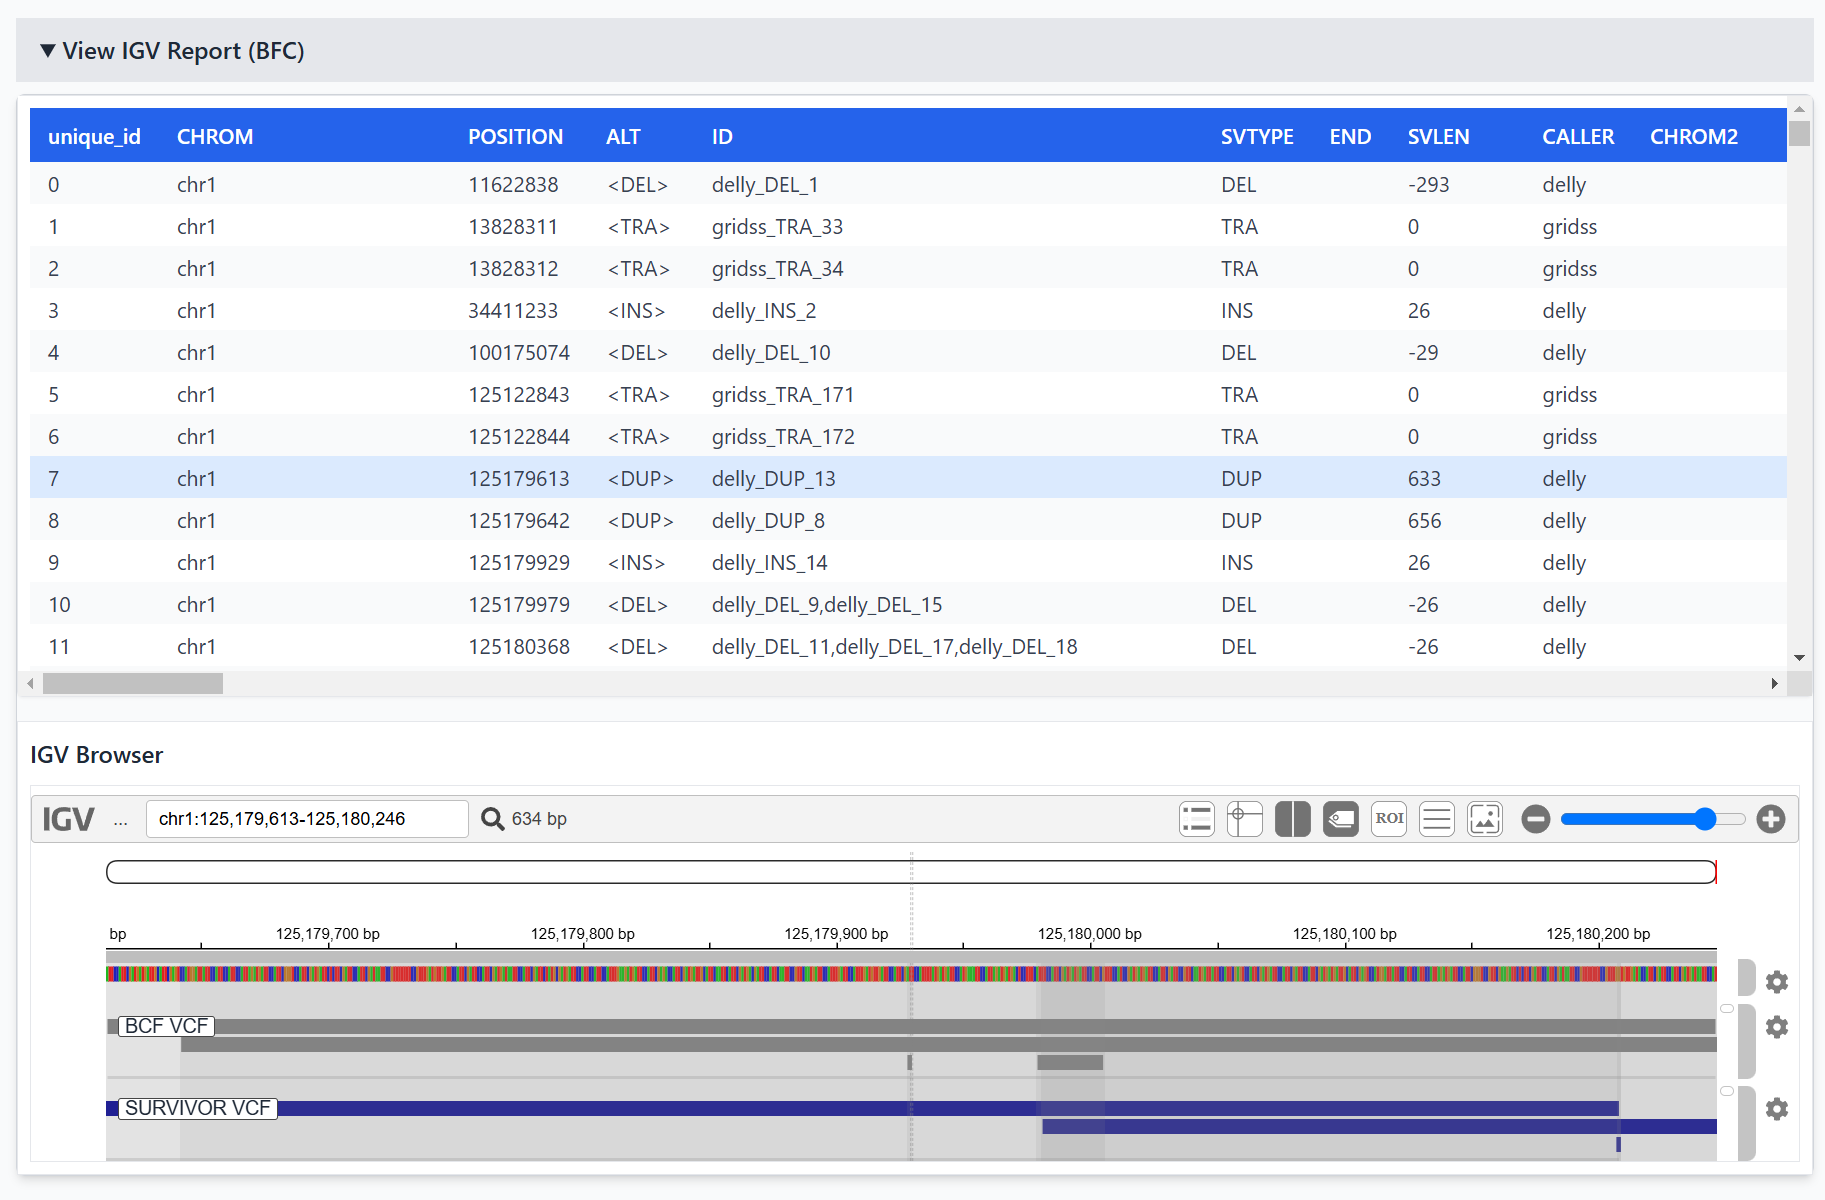 ▼ View IGV Report (BFC)
unique_id CHROM POSITION ALT ID SVTYPE END SVLEN CALLER CHROM2
0 chr1 11622838 <DEL> delly_DEL_1 DEL -293 delly
1 chr1 13828311 <TRA> gridss_TRA_33 TRA 0 gridss
2 chr1 13828312 <TRA> gridss_TRA_34 TRA 0 gridss
3 chr1 34411233 <INS> delly_INS_2 INS 26 delly
4 chr1 100175074 <DEL> delly_DEL_10 DEL -29 delly
5 chr1 125122843 <TRA> gridss_TRA_171 TRA 0 gridss
6 chr1 125122844 <TRA> gridss_TRA_172 TRA 0 gridss
7 chr1 125179613 <DUP> delly_DUP_13 DUP 633 delly
8 chr1 125179642 <DUP> delly_DUP_8 DUP 656 delly
9 chr1 125179929 <INS> delly_INS_14 INS 26 delly
10 chr1 125179979 <DEL> delly_DEL_9,delly_DEL_15 DEL -26 delly
11 chr1 125180368 <DEL> delly_DEL_11,delly_DEL_17,delly_DEL_18 DEL -26 delly
IGV Browser
IGV ... chr1:125,179,613-125,180,246 634 bp ROI
bp 125,179,700 bp 125,179,800 bp 125,179,900 bp 125,180,000 bp 125,180,100 bp 125,180,200 bp
BCF VCF
SURVIVOR VCF